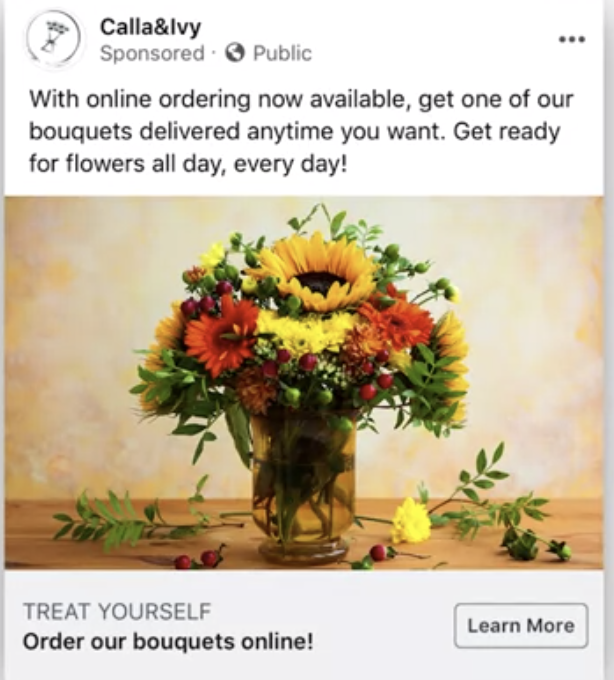 Calla&Ivy
Sponsored · Public
With online ordering now available, get one of our
bouquets delivered anytime you want. Get ready
for flowers all day, every day!
TREAT YOURSELF
Order our bouquets online!
Learn More